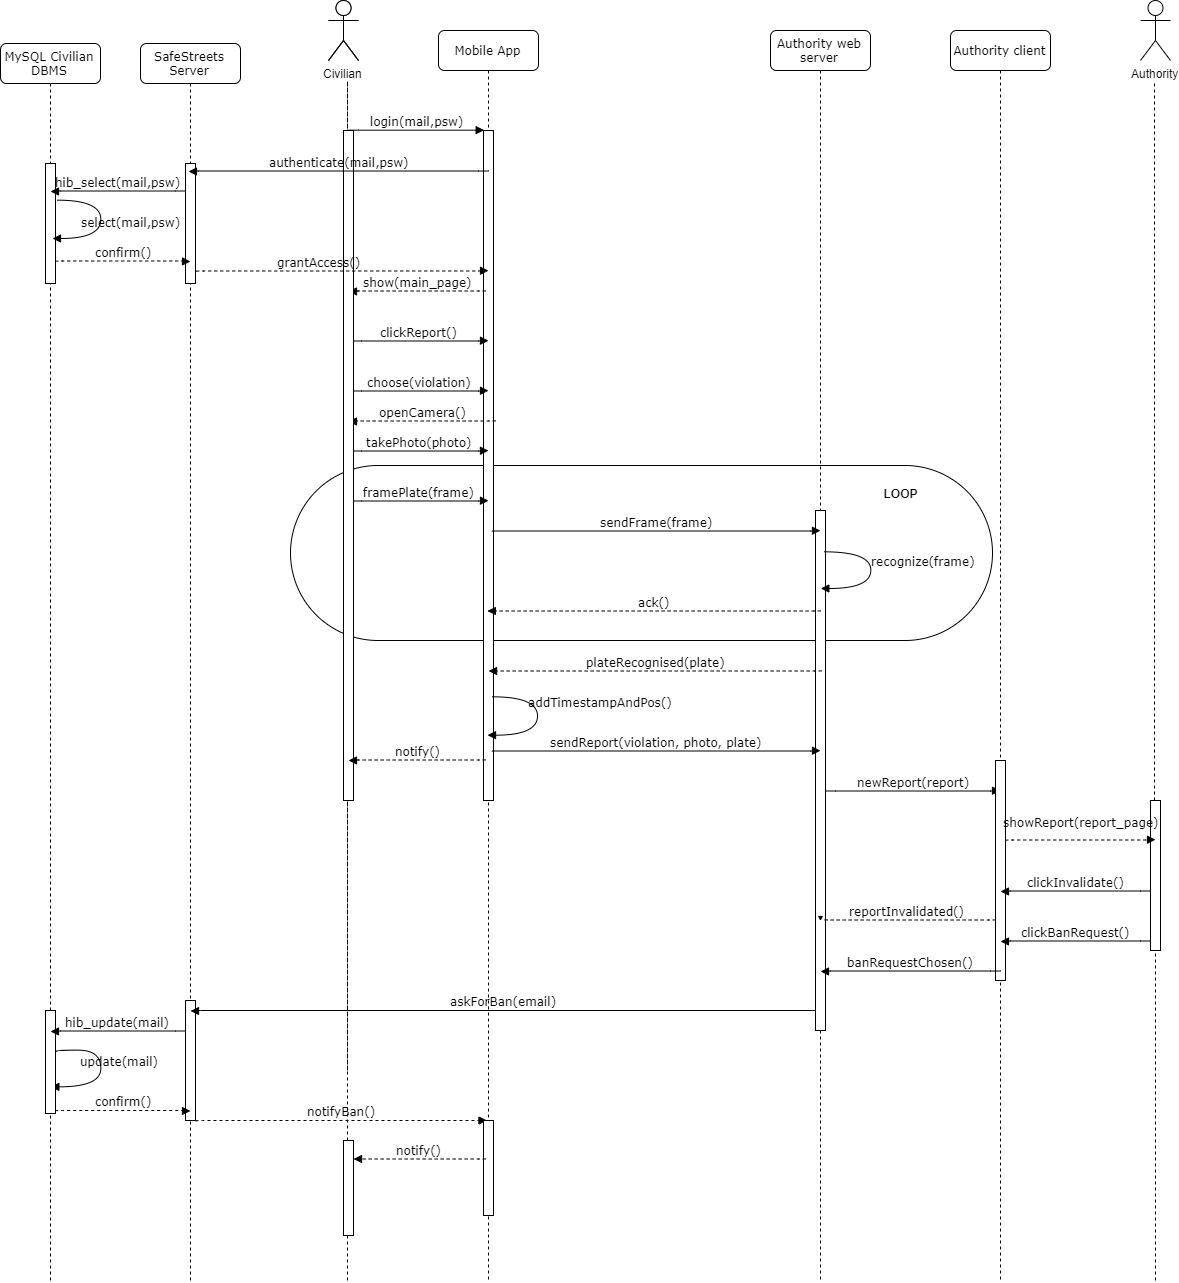 MySQL Civilian
DBMS
SafeStreets
Server
Civilian
Mobile App
Authority web
server
Authority client
Authority
login(mail,psw)
authenticate(mail,psw)
hib_select(mail,psw)
select(mail,psw)
confirm()
grantAccess()
show(main_page)
clickReport()
choose(violation)
openCamera()
takePhoto(photo)
framePlate(frame)
LOOP
sendFrame(frame)
recognize(frame)
ack()
plateRecognised(plate)
addTimestampAndPos()
sendReport(violation, photo, plate)
notify()
newReport(report)
showReport(report_page)
clickInvalidate()
reportInvalidated()
clickBanRequest()
banRequestChosen()
askForBan(email)
hib_update(mail)
update(mail)
confirm()
notifyBan()
notify()